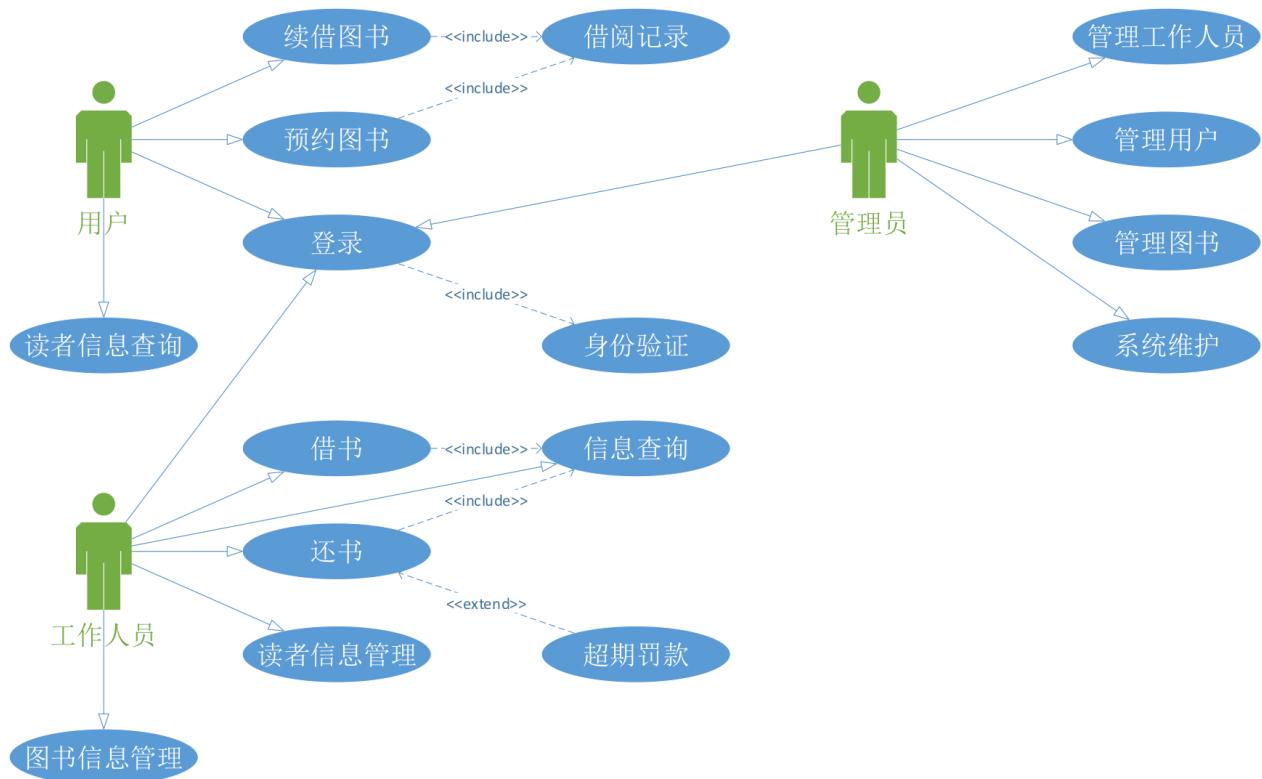 续借图书
<<include>>
借阅记录
管理工作人员
<<include>>
预约图书
管理用户
用户
管理员
登录
管理图书
<<include>>
读者信息查询
身份验证
系统维护
借书
<<include>>
信息查询
<<include>>
还书
<<extend>>
工作人员
读者信息管理
超期罚款
图书信息管理